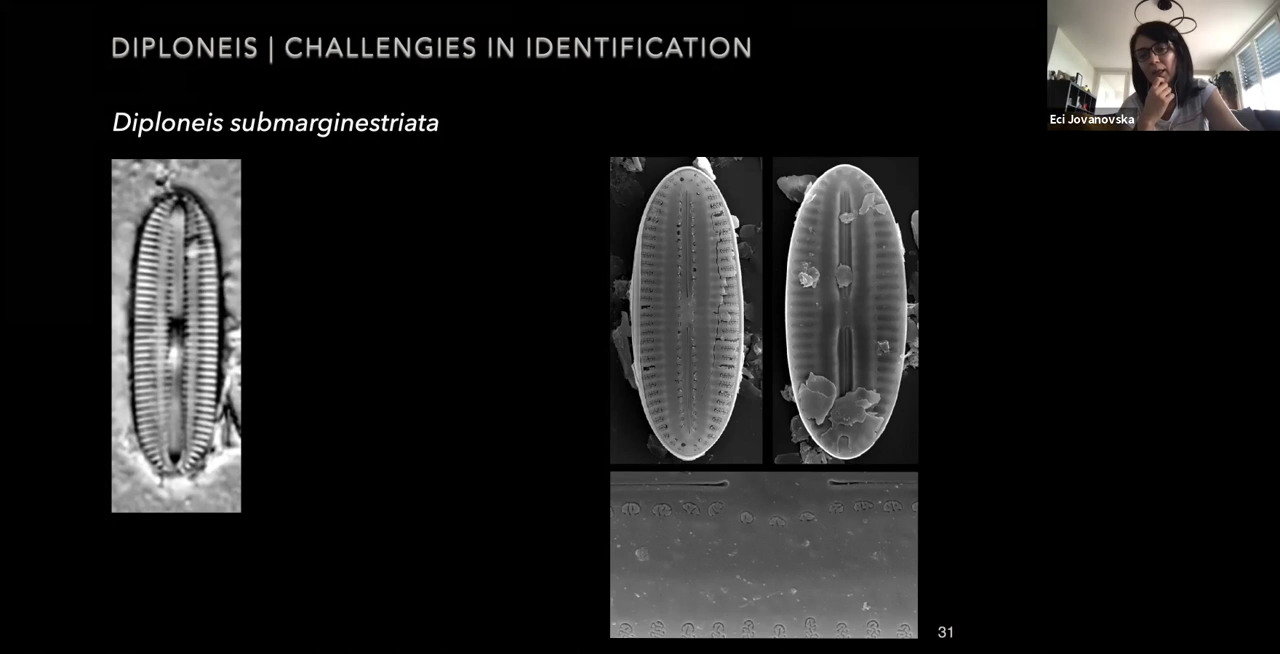 DIPLONEIS | CHALLENGIES IN IDENTIFICATION
Diploneis submarginestriata
Eci Jovanovska
31